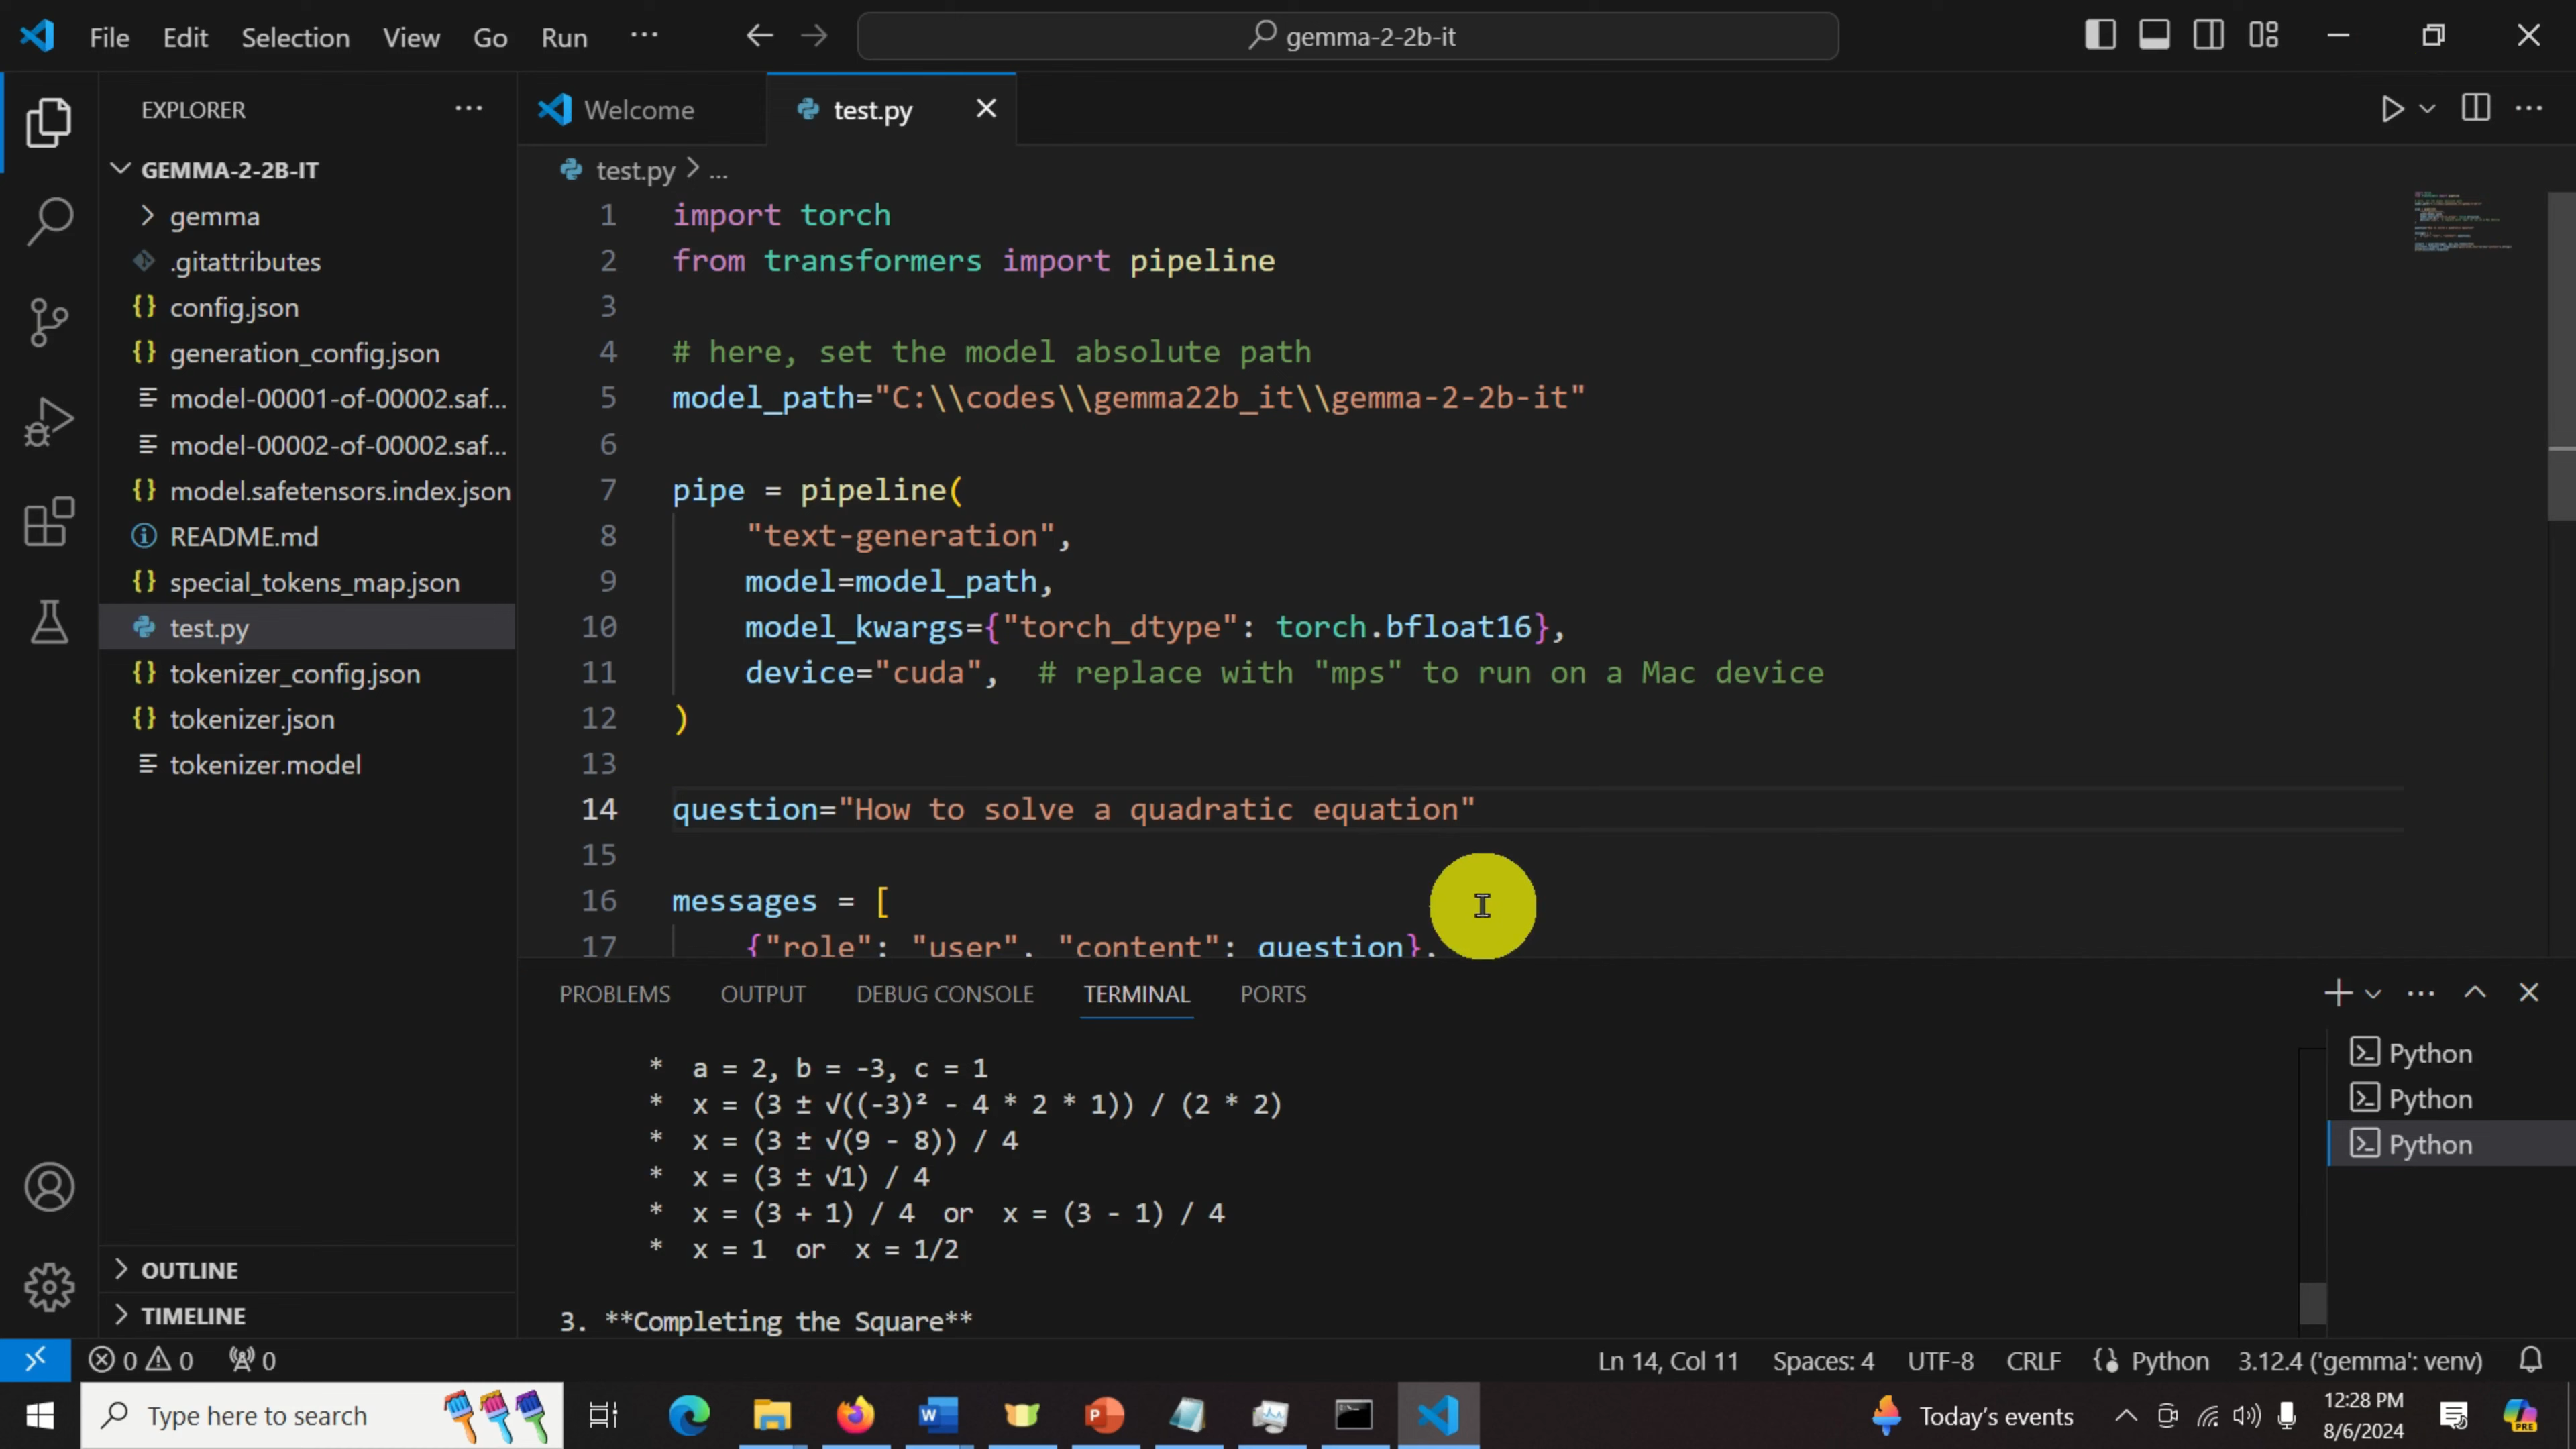 File Edit Selection View Go Run ... gemma-2-2b-it
EXPLORER ...
GEMMA-2-2B-IT
gemma
.gitattributes
config.json
generation_config.json
model-00001-of-00002.saf...
model-00002-of-00002.saf...
model.safetensors.index.json
README.md
special_tokens_map.json
test.py
tokenizer_config.json
tokenizer.json
tokenizer.model
OUTLINE
TIMELINE
Welcome test.py
test.py > ...
1 import torch
2 from transformers import pipeline
3
4 # here, set the model absolute path
5 model_path="C:\\codes\\gemma22b_it\\gemma-2-2b-it"
6
7 pipe = pipeline(
8 "text-generation",
9 model=model_path,
10 model_kwargs={"torch_dtype": torch.bfloat16},
11 device="cuda",  # replace with "mps" to run on a Mac device
12 )
13
14 question="How to solve a quadratic equation"
15
16 messages = [
17 {"role": "user", "content": question},
PROBLEMS OUTPUT DEBUG CONSOLE TERMINAL PORTS
* a = 2, b = -3, c = 1
* x = (3 ± √((-3)² - 4 * 2 * 1)) / (2 * 2)
* x = (3 ± √(9 - 8)) / 4
* x = (3 ± √1) / 4
* x = (3 + 1) / 4  or  x = (3 - 1) / 4
* x = 1  or  x = 1/2
3. **Completing the Square**
Python
Python
Python
0 0 0 Ln 14, Col 11 Spaces: 4 UTF-8 CRLF Python 3.12.4 ('gemma': venv)
Type here to search Today's events 12:28 PM
8/6/2024
PRE